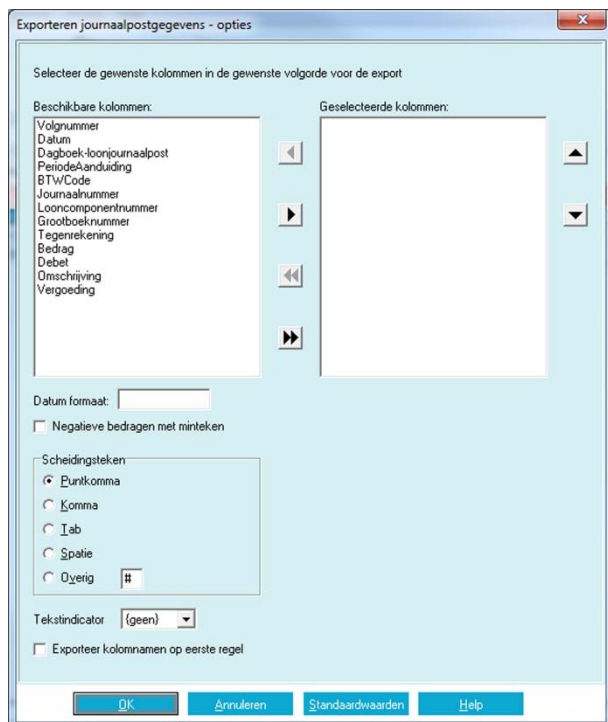 Exporteren journaalpostgegevens - opties
Selecteer de gewenste kolommen in de gewenste volgorde voor de export
Beschikbare kolommen:
Geselecteerde kolommen:
Volgnummer
Datum
Dagboek-loonjournaalpost
PeriodeAanduiding
BTWCode
Journaalnummer
Looncomponentnummer
Grootboeknummer
Tegenrekening
Bedrag
Debet
Omschrijving
Vergoeding
Datum formaat:
Negatieve bedragen met minteken
Scheidingsteken
Puntkomma
Komma
Tab
Spatie
Overig #
Tekstindicator {geen}
Exporteer kolomnamen op eerste regel
OK Annuleren Standaardwaarden Help